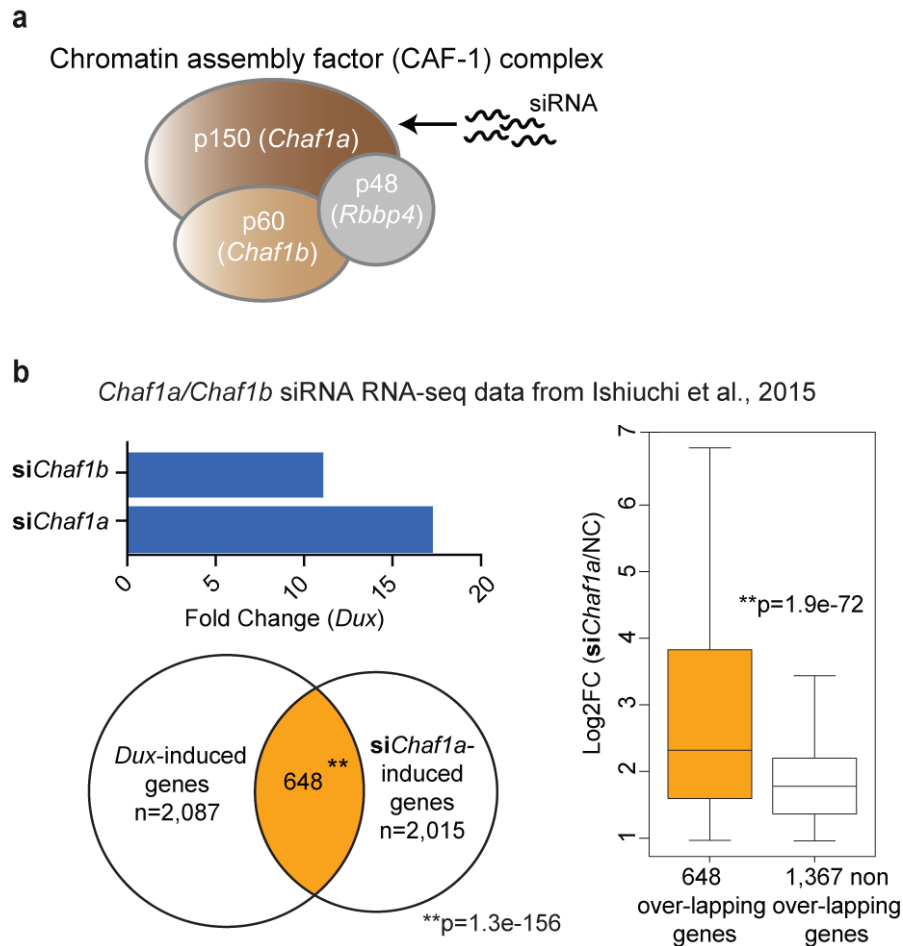 a
Chromatin assembly factor (CAF-1) complex
siRNA
p150 (Chaf1a)
p48
(Rbbp4)
p60
(Chaf1b)
b
Chaf1a/Chaf1b siRNA RNA-seq data from Ishiuchi et al., 2015
siChaf1b
siChaf1a
0 5 10 15 20
Fold Change (Dux)
Dux-induced
genes
n=2,087
648 **
siChaf1a-
induced
genes
n=2,015
**p=1.3e-156
Log2FC (siChaf1a/NC)
7
6
5
4
3
2
1
**p=1.9e-72
648
over-lapping
genes
1,367 non
over-lapping
genes